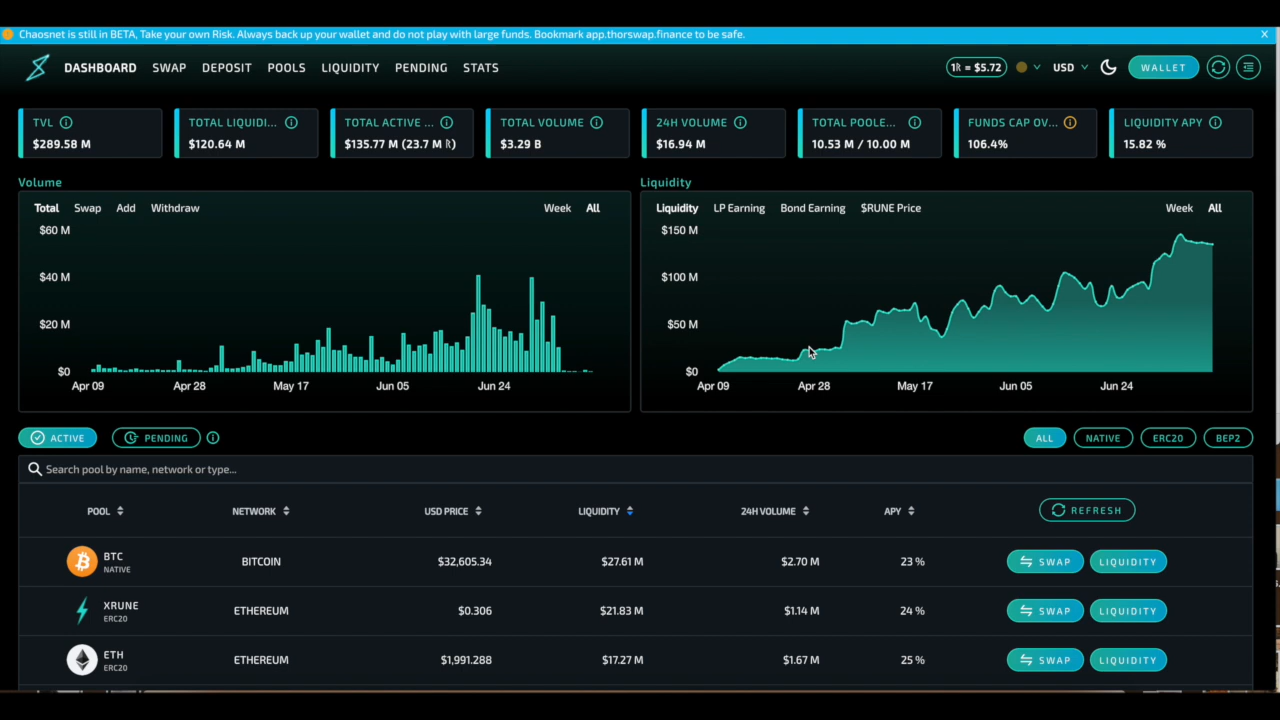 Chaosnet is still in BETA, Take your own Risk. Always back up your wallet and do not play with large funds. Bookmark app.thorswap.finance to be safe.
DASHBOARD SWAP DEPOSIT POOLS LIQUIDITY PENDING STATS 1ᚱ = $5.72 USD WALLET
TVL TOTAL LIQUIDI... TOTAL ACTIVE ... TOTAL VOLUME 24H VOLUME TOTAL POOLE... FUNDS CAP OV... LIQUIDITY APY
$289.58 M $120.64 M $135.77 M (23.7 M ᚱ) $3.29 B $16.94 M 10.53 M / 10.00 M 106.4% 15.82 %
Volume
Total Swap Add Withdraw Week All
$60 M
$40 M
$20 M
$0
Apr 09 Apr 28 May 17 Jun 05 Jun 24
Liquidity
Liquidity LP Earning Bond Earning $RUNE Price Week All
$150 M
$100 M
$50 M
$0
Apr 09 Apr 28 May 17 Jun 05 Jun 24
ACTIVE PENDING ALL NATIVE ERC20 BEP2
Search pool by name, network or type...
POOL NETWORK USD PRICE LIQUIDITY 24H VOLUME APY REFRESH
BTC
NATIVE
BITCOIN $32,605.34 $27.61 M $2.70 M 23 % SWAP LIQUIDITY
XRUNE
ERC20
ETHEREUM $0.306 $21.83 M $1.14 M 24 % SWAP LIQUIDITY
ETH
ERC20
ETHEREUM $1,991.288 $17.27 M $1.67 M 25 % SWAP LIQUIDITY